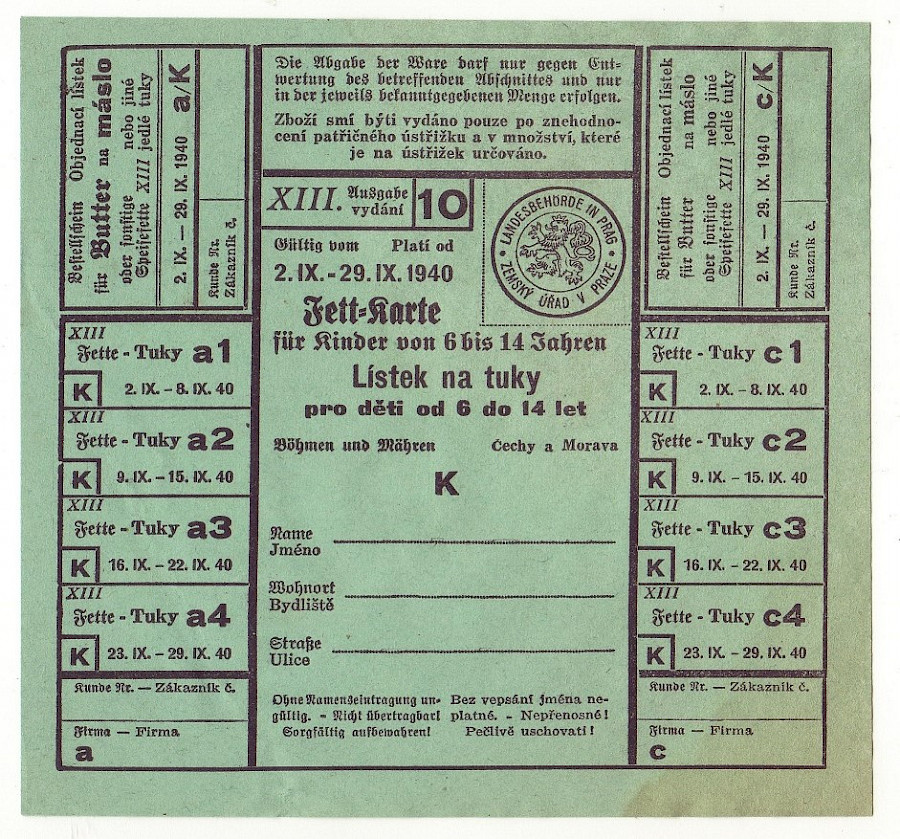 Bestellschein Objednací lístek
für Butter na máslo
oder sonstige nebo jiné
Speisefette XIII jedlé tuky
2. IX. — 29. IX. 1940 a/K
Kunde Nr.
Zákazník č.
Die Abgabe der Ware darf nur gegen Ent-
wertung des betreffenden Abschnittes und nur
in der jeweils bekanntgegebenen Menge erfolgen.
Zboží smí býti vydáno pouze po znehodno-
cení patřičného ústřižku a v množství, které
je na ústřižek určováno.
XIII. Ausgabe vydání 10
LANDESBEHÖRDE IN PRAG
ZEMSKÝ ÚŘAD V PRAZE
Gültig vom Platí od
2. IX. - 29. IX. 1940
Fett-Karte
für Kinder von 6 bis 14 Jahren
Lístek na tuky
pro děti od 6 do 14 let
Böhmen und Mähren Čechy a Morava
K
Name
Jméno
Wohnort
Bydliště
Straße
Ulice
Ohne Namenseintragung un-
gültig. - Nicht übertragbar!
Sorgfältig aufbewahren!
Bez vepsání jména ne-
platné. - Nepřenosné!
Pečlivě uschovati!
Bestellschein Objednací lístek
für Butter na máslo
oder sonstige nebo jiné
Speisefette XIII jedlé tuky
2. IX. — 29. IX. 1940 c/K
Kunde Nr.
Zákazník č.
XIII
Fette - Tuky a1
K 2. IX. - 8. IX. 40
XIII
Fette - Tuky a2
K 9. IX. - 15. IX. 40
XIII
Fette - Tuky a3
K 16. IX. - 22. IX. 40
XIII
Fette - Tuky a4
K 23. IX. - 29. IX. 40
Kunde Nr. — Zákazník č.
Firma — Firma
a
XIII
Fette - Tuky c1
K 2. IX. - 8. IX. 40
XIII
Fette - Tuky c2
K 9. IX. - 15. IX. 40
XIII
Fette - Tuky c3
K 16. IX. - 22. IX. 40
XIII
Fette - Tuky c4
K 23. IX. - 29. IX. 40
Kunde Nr. — Zákazník č.
Firma — Firma
c